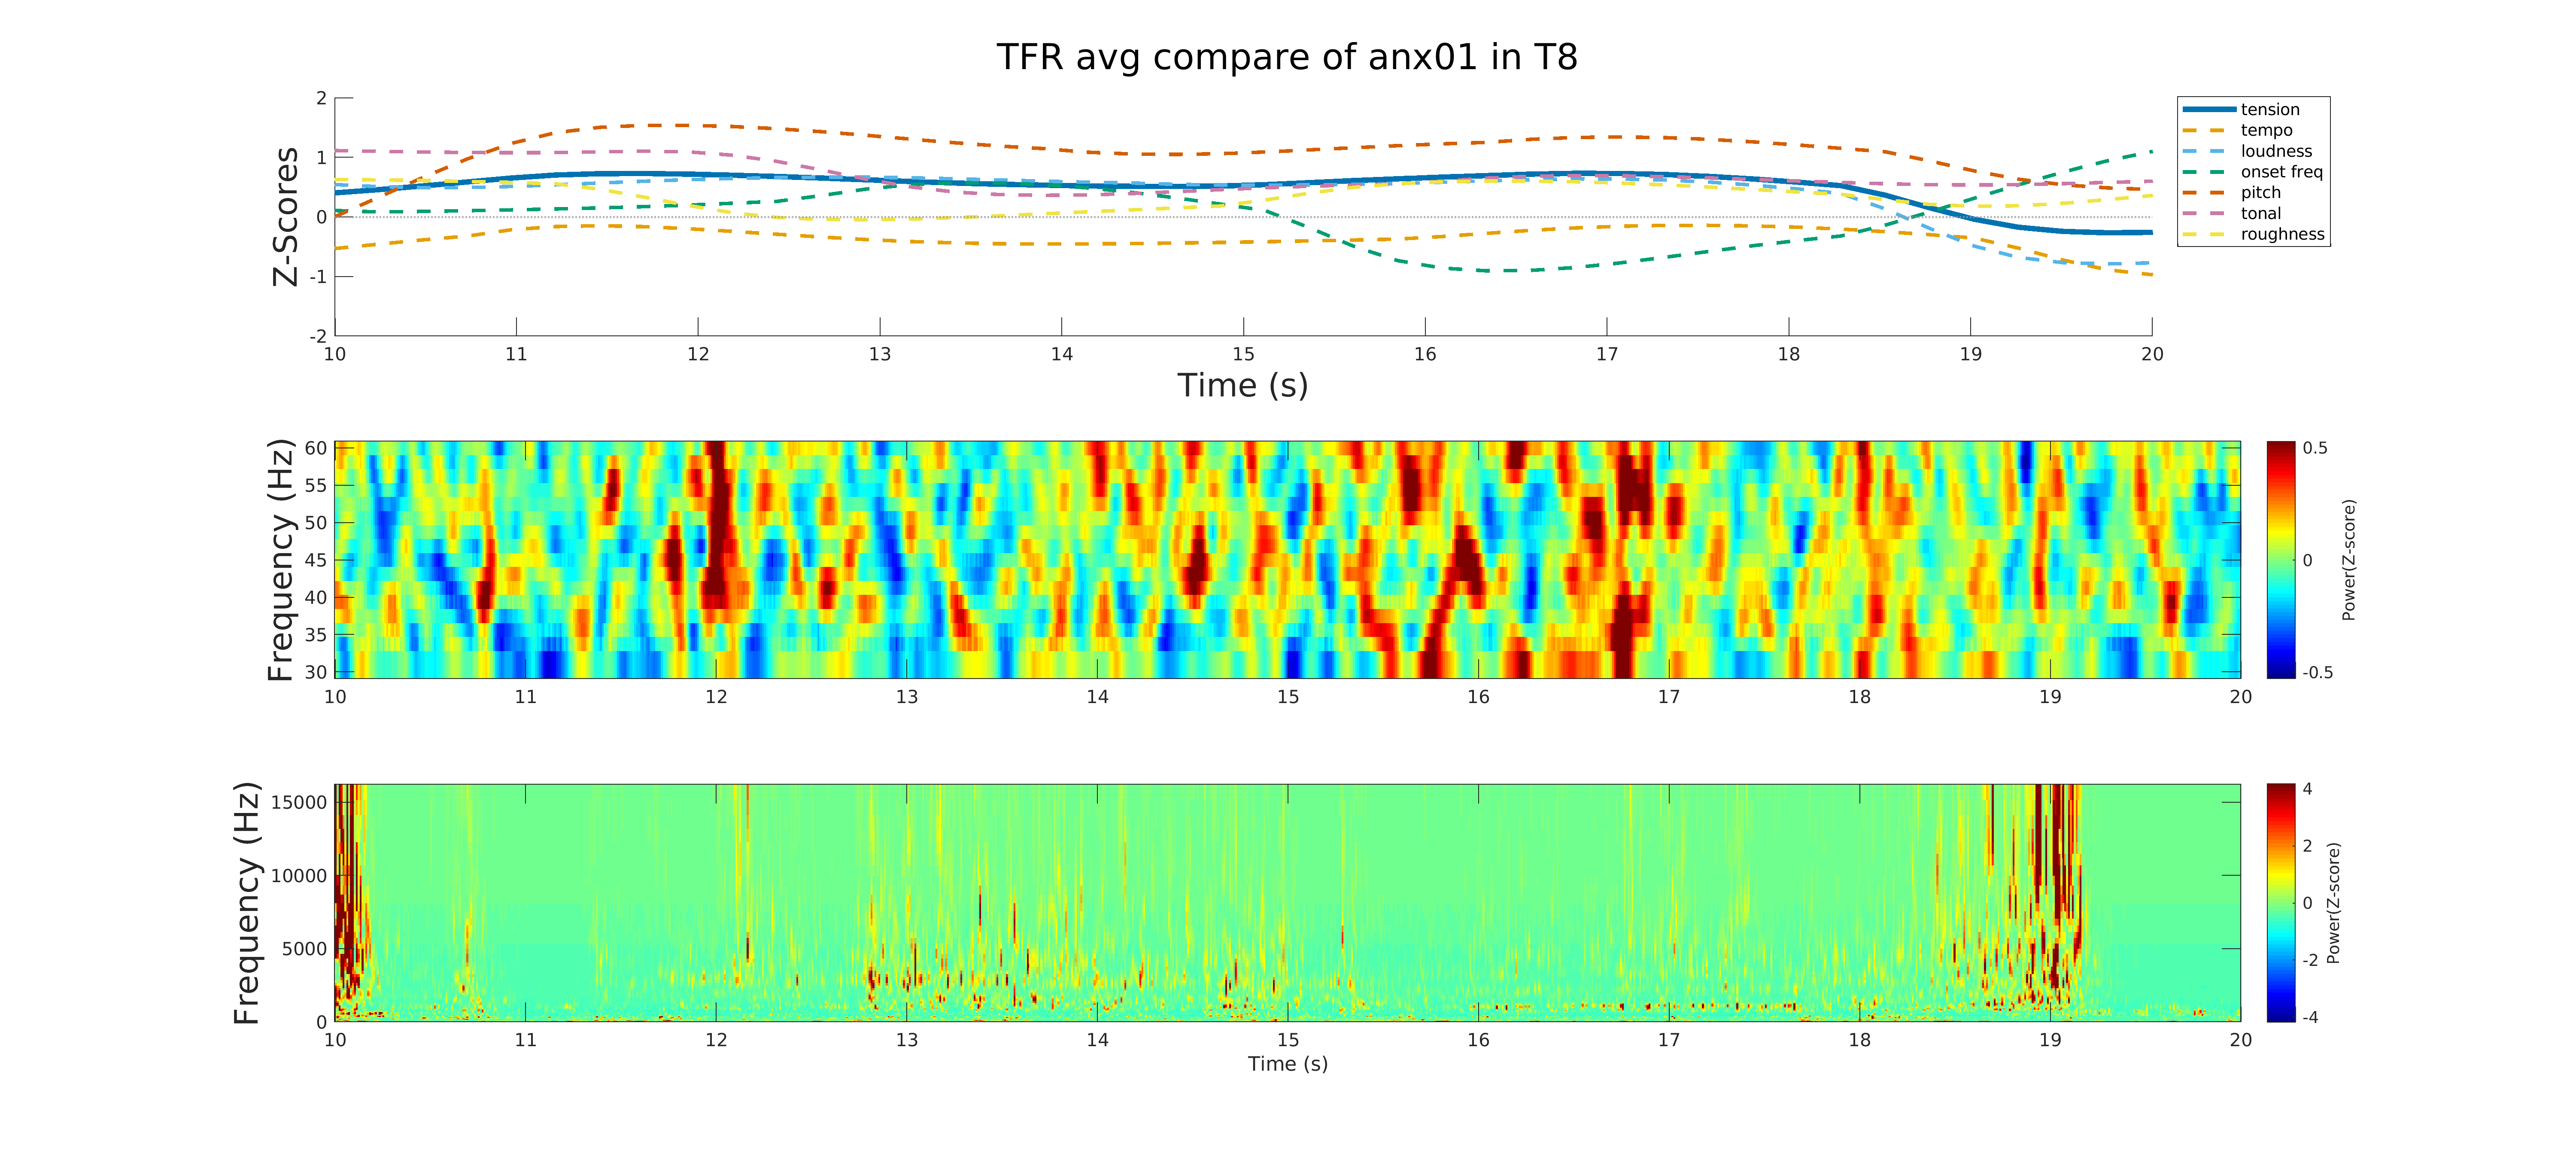 TFR avg compare of anx01 in T8
Z-Scores
2
1
0
-1
-2
10 11 12 13 14 15 16 17 18 19 20
Time (s)
tension
tempo
loudness
onset freq
pitch
tonal
roughness
Frequency (Hz)
60
55
50
45
40
35
30
10 11 12 13 14 15 16 17 18 19 20
0.5
0
-0.5
Power(Z-score)
Frequency (Hz)
15000
10000
5000
0
10 11 12 13 14 15 16 17 18 19 20
Time (s)
4
2
0
-2
-4
Power(Z-score)